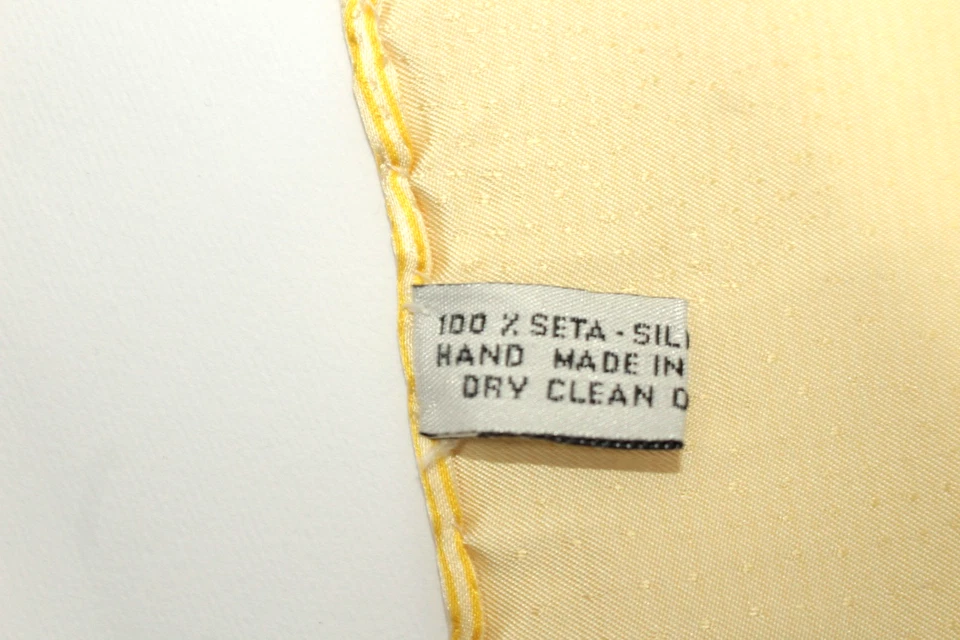 100 % SETA - SIL
HAND MADE IN
DRY CLEAN O